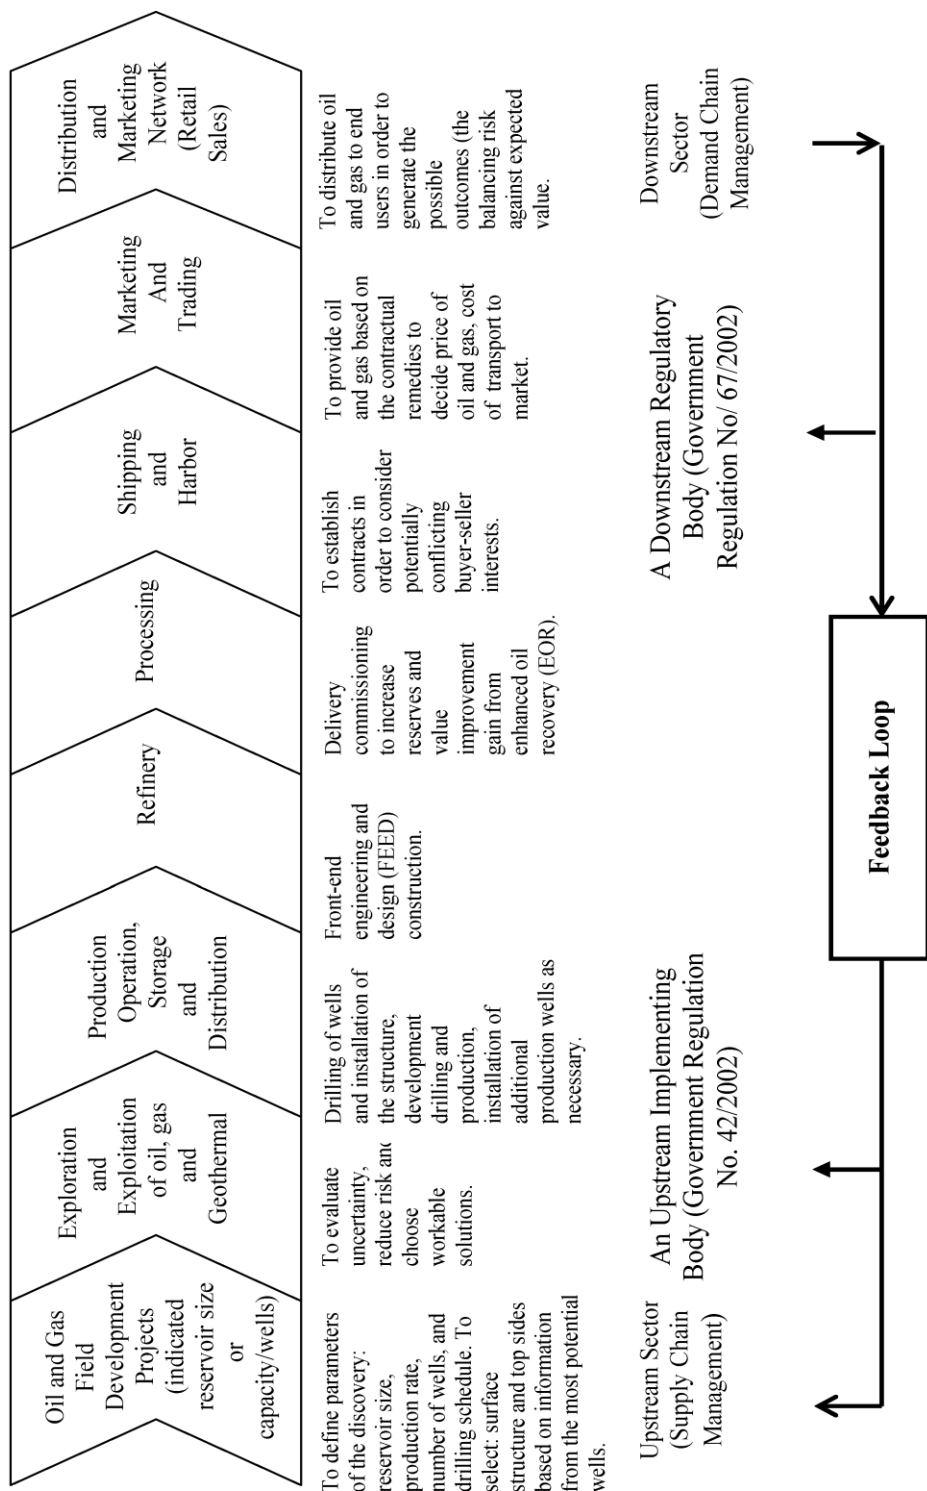 Oil and Gas
Field
Development
Projects
(indicated
reservoir size
or
capacity/wells)
Exploration
and
Exploitation
of oil, gas
and
Geothermal
Production
Operation,
Storage
and
Distribution
Refinery
Processing
Shipping
and
Harbor
Marketing
And
Trading
Distribution
and
Marketing
Network
(Retail
Sales)
To define parameters
of the discovery:
reservoir size,
production rate,
number of wells, and
drilling schedule. To
select: surface
structure and top sides
based on information
from the most potential
wells.
To evaluate
uncertainty,
reduce risk and
choose
workable
solutions.
Drilling of wells
and installation of
the structure,
development
drilling and
production,
installation of
additional
production wells as
necessary.
Front-end
engineering and
design (FEED)
construction.
Delivery
commissioning
to increase
reserves and
value
improvement
gain from
enhanced oil
recovery (EOR).
To establish
contracts in
order to consider
potentially
conflicting
buyer-seller
interests.
To provide oil
and gas based on
the contractual
remedies to
decide price of
oil and gas, cost
of transport to
market.
To distribute oil
and gas to end
users in order to
generate the
possible
outcomes (the
balancing risk
against expected
value.
Upstream Sector
(Supply Chain
Management)
An Upstream Implementing
Body (Government Regulation
No. 42/2002)
A Downstream Regulatory
Body (Government
Regulation No/ 67/2002)
Downstream
Sector
(Demand Chain
Management)
Feedback Loop